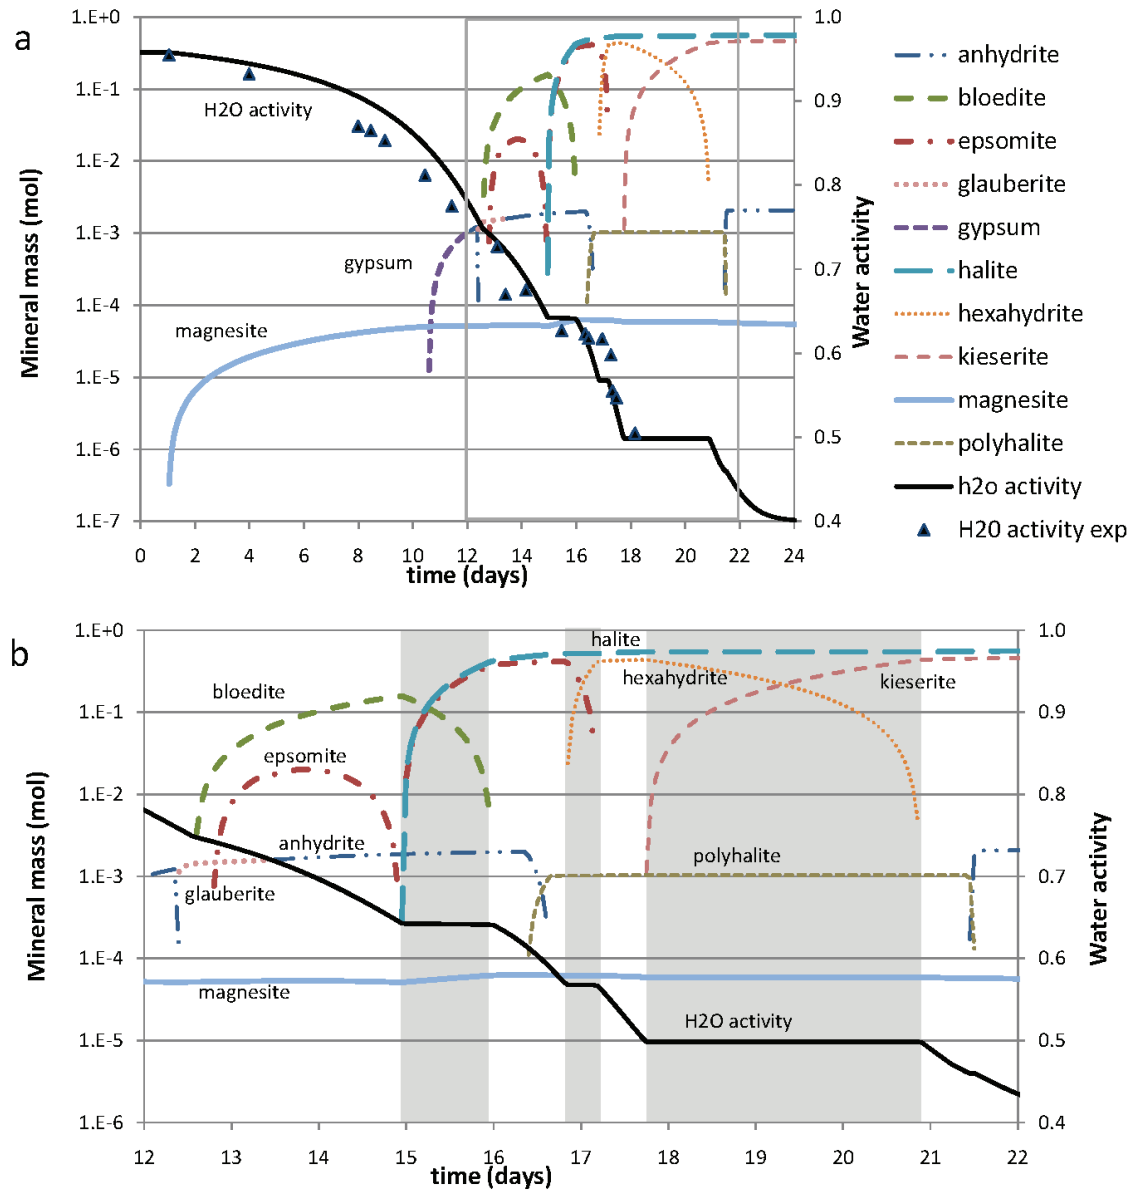 a
1.E+0
1.E-1
1.E-2
1.E-3
1.E-4
1.E-5
1.E-6
1.E-7
Mineral mass (mol)
H2O activity
gypsum
magnesite
1.0
0.9
0.8
0.7
0.6
0.5
0.4
Water activity
0 2 4 6 8 10 12 14 16 18 20 22 24
time (days)
anhydrite
bloedite
epsomite
glauberite
gypsum
halite
hexahydrite
kieserite
magnesite
polyhalite
h2o activity
H20 activity exp
b
1.E+0
1.E-1
1.E-2
1.E-3
1.E-4
1.E-5
1.E-6
Mineral mass (mol)
halite
bloedite
hexahydrite
kieserite
epsomite
anhydrite
polyhalite
glauberite
magnesite
H2O activity
1.0
0.9
0.8
0.7
0.6
0.5
0.4
Water activity
12 13 14 15 16 17 18 19 20 21 22
time (days)